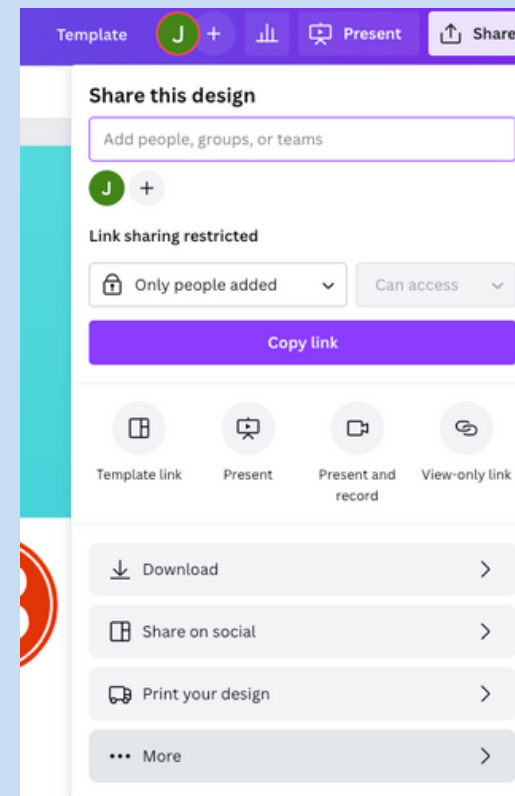 Template J + Present Share
Share this design
Add people, groups, or teams
J +
Link sharing restricted
Only people added Can access
Copy link
Template link Present Present and record View-only link
Download
Share on social
Print your design
More